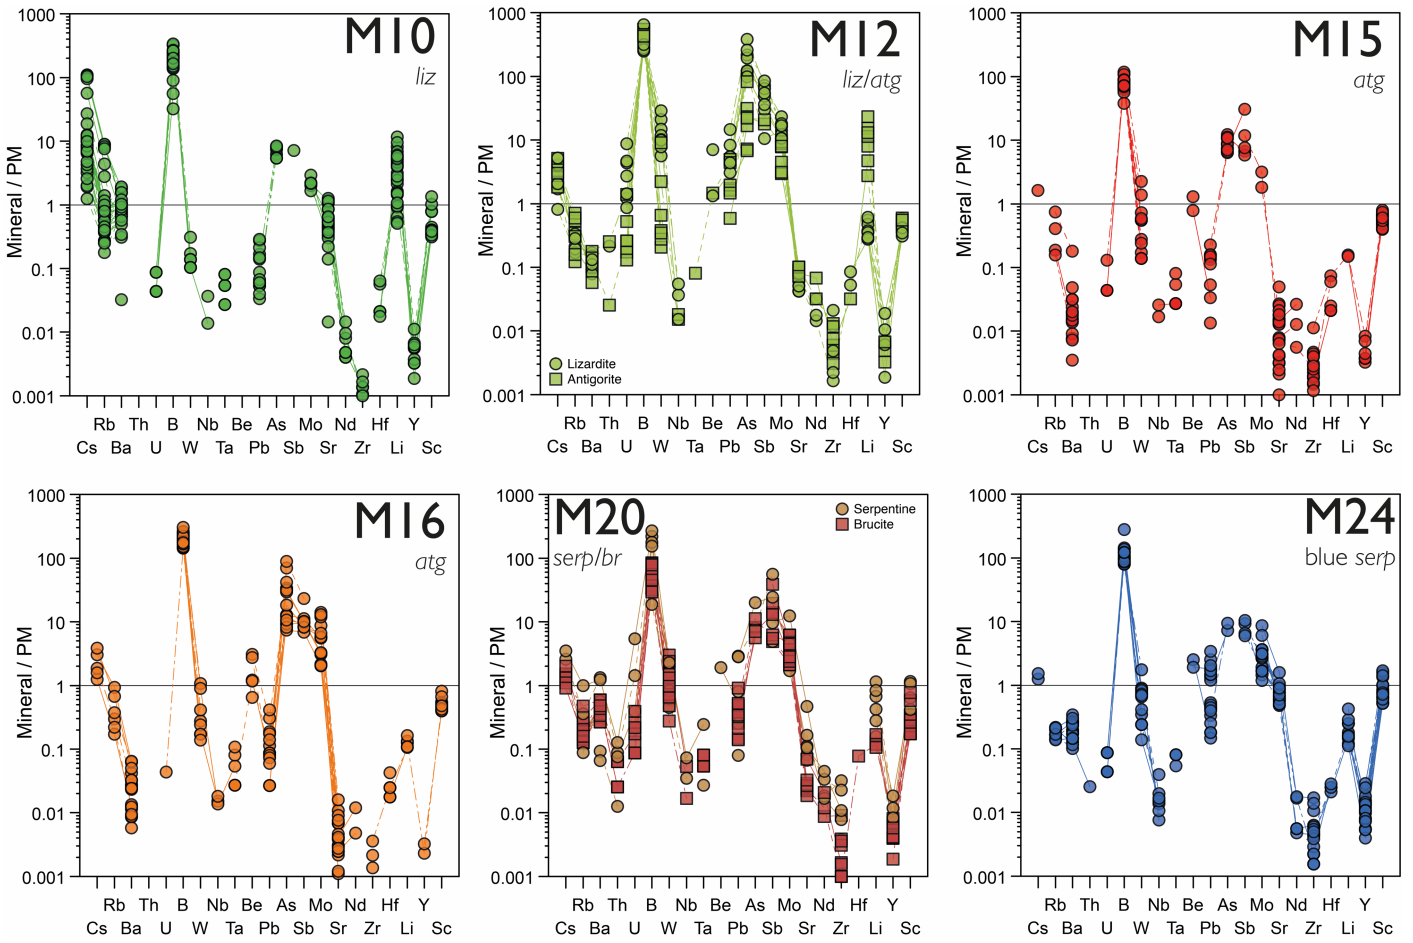 M10
liz
Mineral / PM
1000
100
10
1
0.1
0.01
0.001
Rb Th B Nb Be As Mo Nd Hf Y
Cs Ba U W Ta Pb Sb Sr Zr Li Sc
M12
liz/atg
Mineral / PM
1000
100
10
1
0.1
0.01
0.001
Lizardite
Antigorite
Rb Th B Nb Be As Mo Nd Hf Y
Cs Ba U W Ta Pb Sb Sr Zr Li Sc
M15
atg
Mineral / PM
1000
100
10
1
0.1
0.01
0.001
Rb Th B Nb Be As Mo Nd Hf Y
Cs Ba U W Ta Pb Sb Sr Zr Li Sc
M16
atg
Mineral / PM
1000
100
10
1
0.1
0.01
0.001
Rb Th B Nb Be As Mo Nd Hf Y
Cs Ba U W Ta Pb Sb Sr Zr Li Sc
M20
serp/br
Serpentine
Brucite
Mineral / PM
1000
100
10
1
0.1
0.01
0.001
Rb Th B Nb Be As Mo Nd Hf Y
Cs Ba U W Ta Pb Sb Sr Zr Li Sc
M24
blue serp
Mineral / PM
1000
100
10
1
0.1
0.01
0.001
Rb Th B Nb Be As Mo Nd Hf Y
Cs Ba U W Ta Pb Sb Sr Zr Li Sc